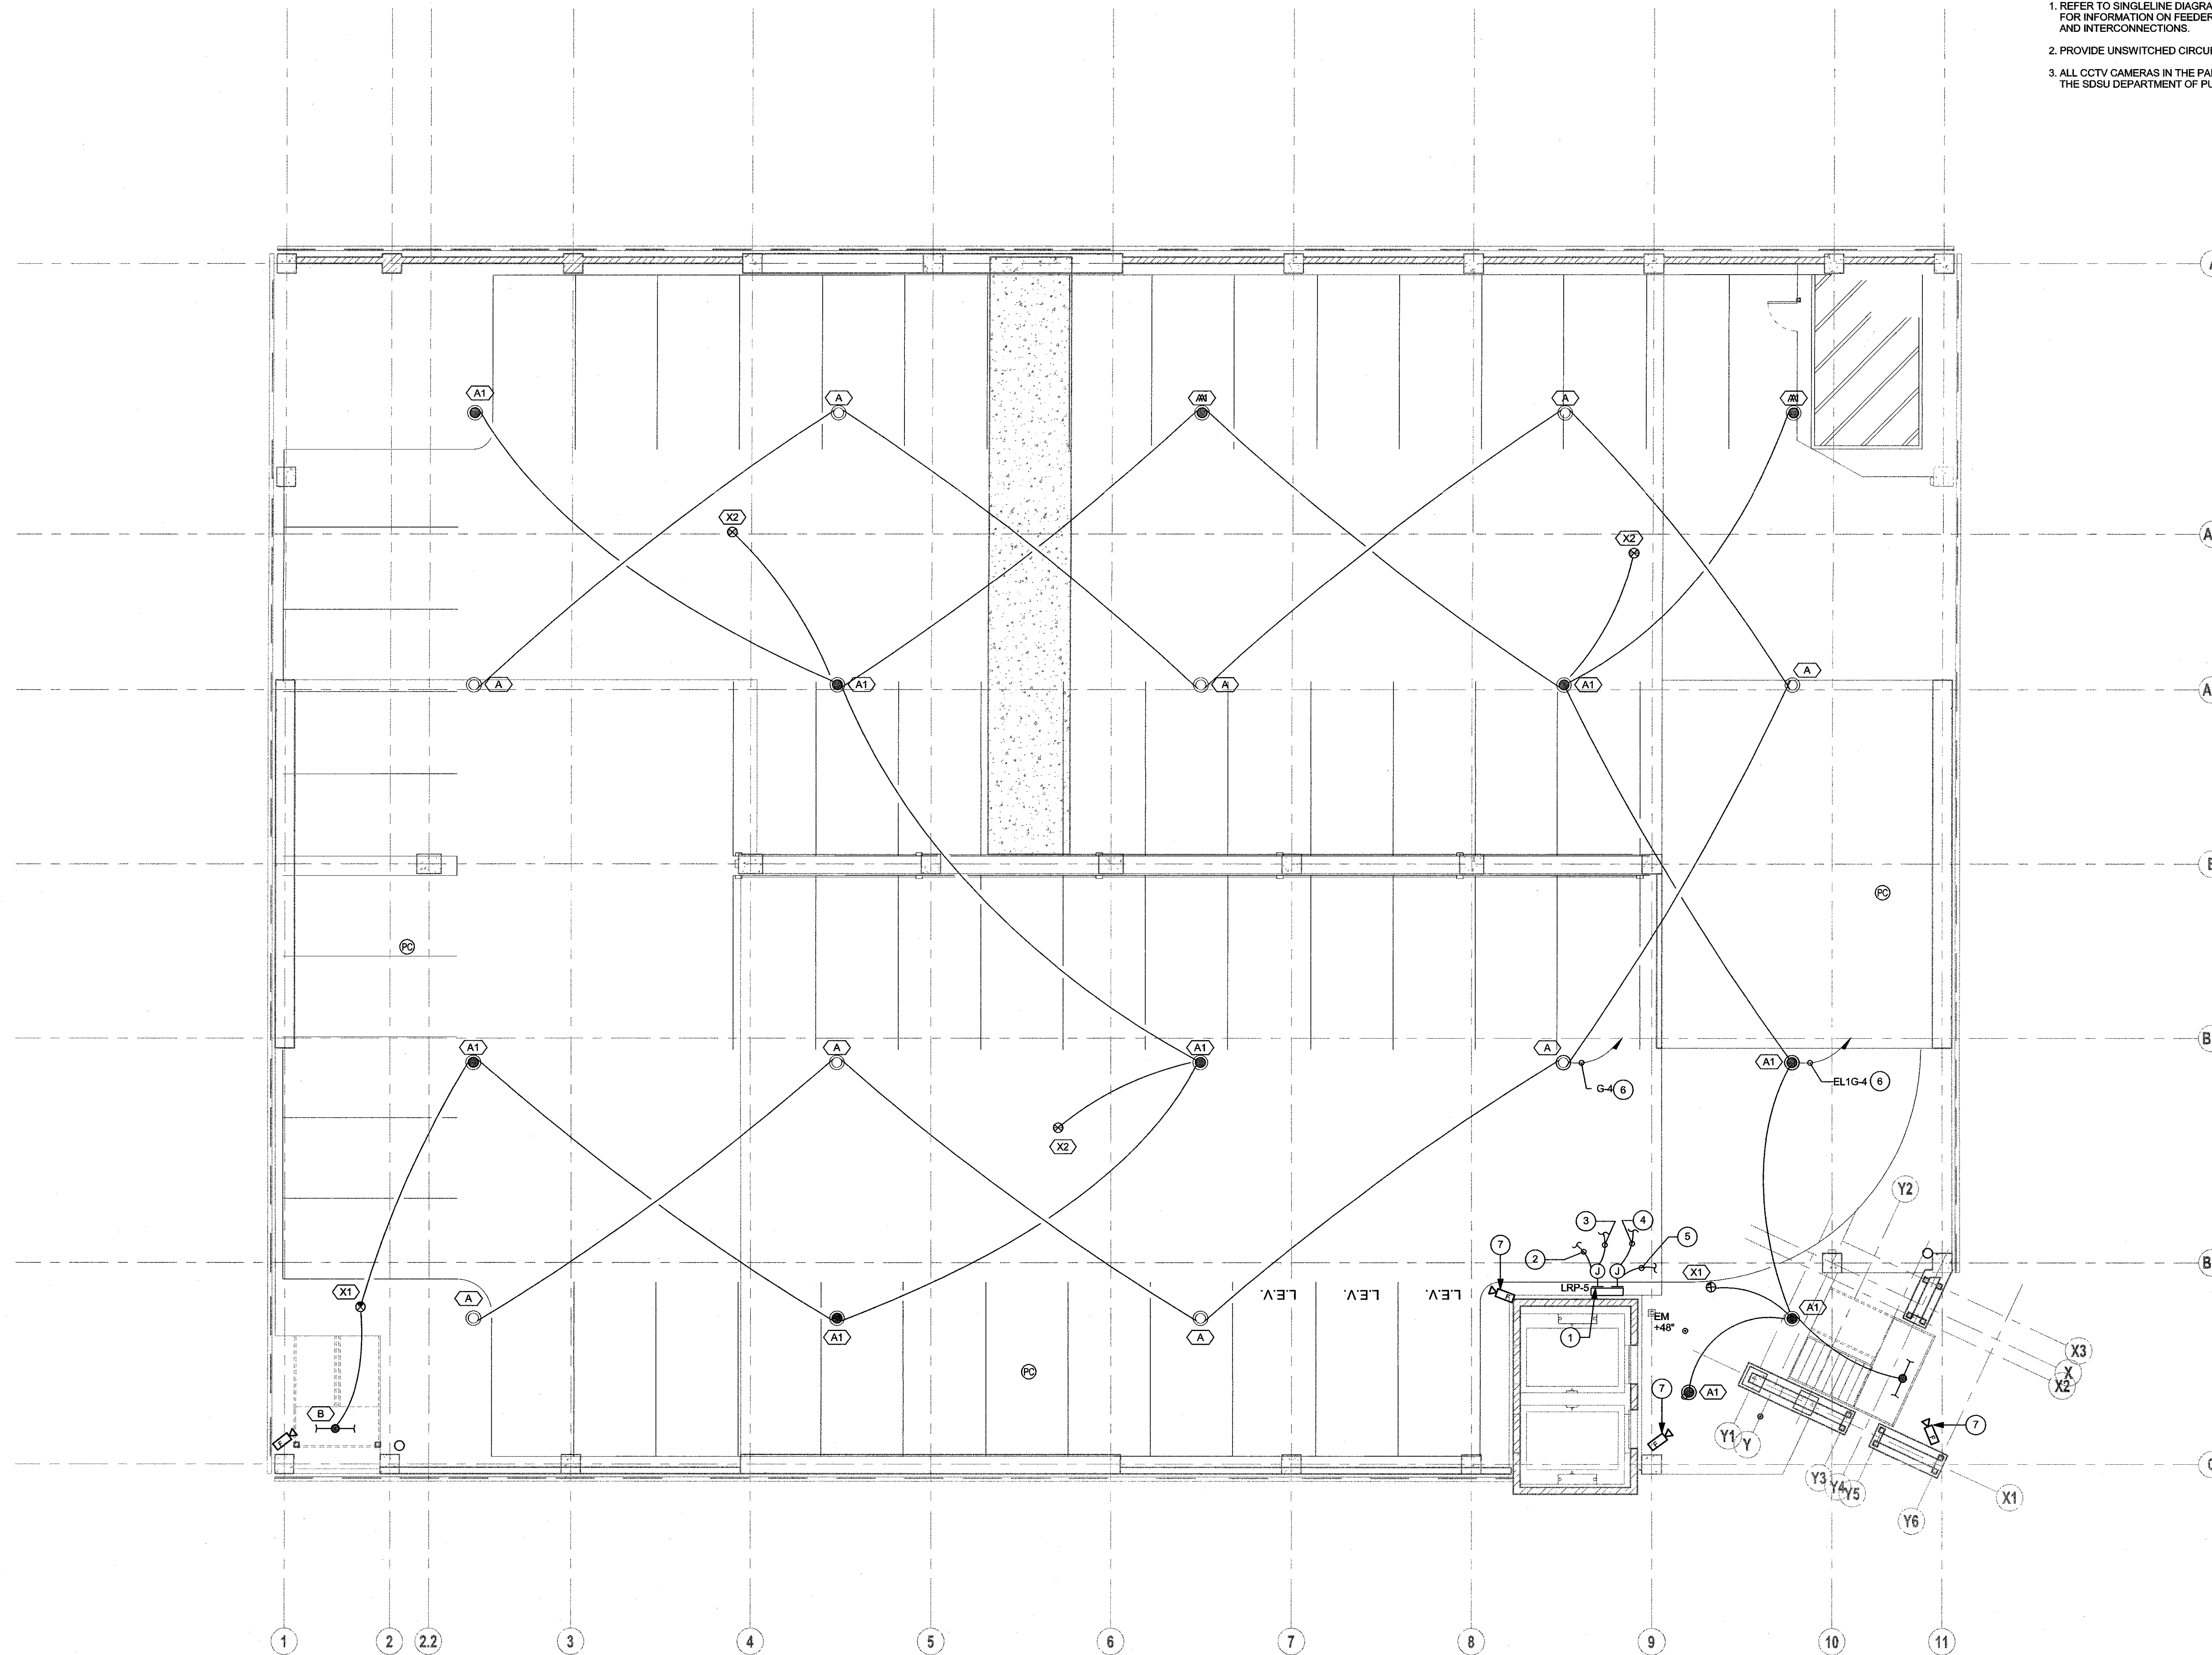 1. REFER TO SINGLELINE DIAGRA
FOR INFORMATION ON FEEDER
AND INTERCONNECTIONS.
2. PROVIDE UNSWITCHED CIRCUI
3. ALL CCTV CAMERAS IN THE PA
THE SDSU DEPARTMENT OF PU
A1
A
A
X2
X2
A
A1
A
A1
A
B
PC
PC
A1
A
A1
A
A1
G-4 6
EL1G-4 6
X2
Y2
3
4
7
2
5
J
J
X1
X1
LRP-5
L.E.V.
L.E.V.
L.E.V.
A
A1
A
A1
EM
+48"
1
X3
X
X2
PC
7
A1
B
7
Y1
Y
Y3
Y4
Y5
X1
Y6
1
2
2.2
3
4
5
6
7
8
9
10
11